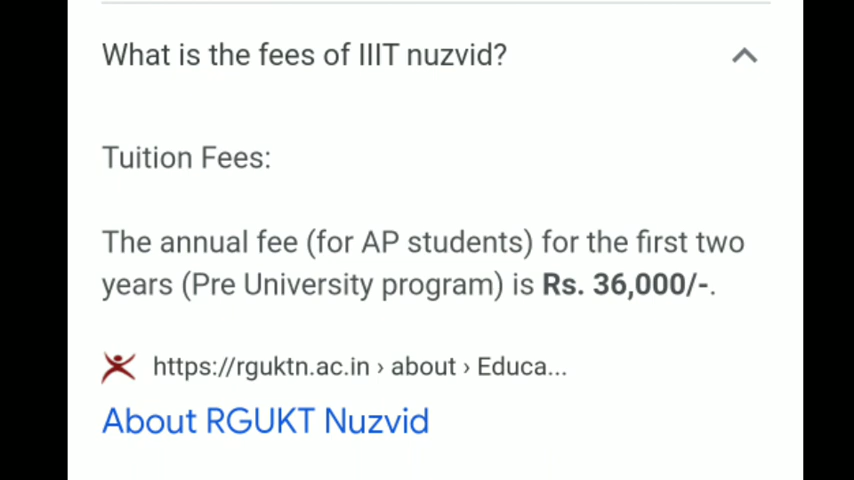 What is the fees of IIIT nuzvid?
Tuition Fees:
The annual fee (for AP students) for the first two
years (Pre University program) is Rs. 36,000/-.
https://rguktn.ac.in › about › Educa...
About RGUKT Nuzvid